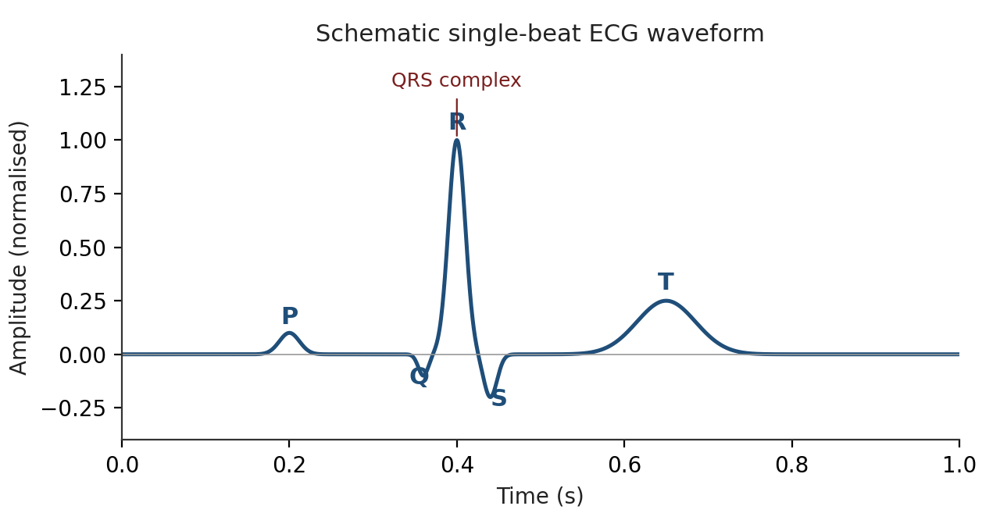 Schematic single-beat ECG waveform
QRS complex
R
P
T
Q
S
1.25
1.00
0.75
0.50
0.25
0.00
−0.25
Amplitude (normalised)
0.0 0.2 0.4 0.6 0.8 1.0
Time (s)